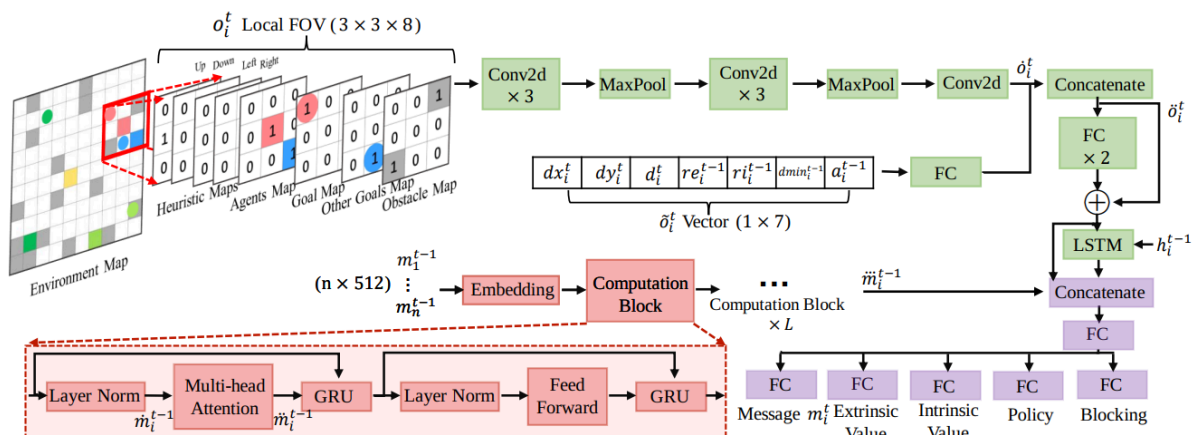 o_i^t Local FOV (3 × 3 × 8)
Up Down Left Right
0 0 0 0
1 0 0 0
0 0 0 0
0 0 1 0 0 1
0 1 0 0 0 0
0 0 1 0 1 0
0 0 0 1 0 0
Heuristic Maps
Agents Map
Goal Map
Other Goals Map
Obstacle Map
Environment Map
Conv2d × 3
MaxPool
Conv2d × 3
MaxPool
Conv2d
ȯ_i^t
Concatenate
ö_i^t
FC × 2
dx_i^t dy_i^t d_i^t re_i^{t-1} ri_i^{t-1} dmin_i^{t-1} a_i^{t-1}
FC
õ_i^t Vector (1 × 7)
+
LSTM
h_i^{t-1}
(n × 512)
m_1^{t-1}
⋮
m_n^{t-1}
Embedding
Computation Block
...
Computation Block
× L
m̈_i^{t-1}
Concatenate
FC
Layer Norm
ṁ_i^{t-1}
Multi-head Attention
m̈_i^{t-1}
GRU
Layer Norm
Feed Forward
GRU
FC FC FC FC FC
Message m_i^t
Extrinsic Value
Intrinsic Value
Policy
Blocking